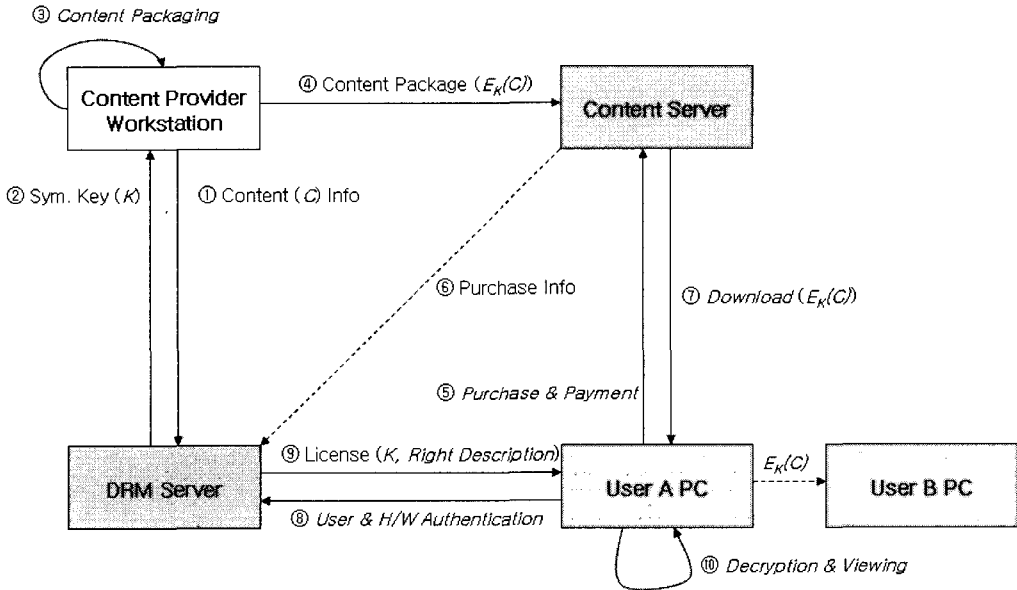 ③ Content Packaging
Content Provider
Workstation
④ Content Package (E_K(C))
Content Server
② Sym. Key (K)
① Content (C) Info
⑥ Purchase Info
⑦ Download (E_K(C))
⑤ Purchase & Payment
DRM Server
⑨ License (K, Right Description)
User A PC
E_K(C)
User B PC
⑧ User & H/W Authentication
⑩ Decryption & Viewing